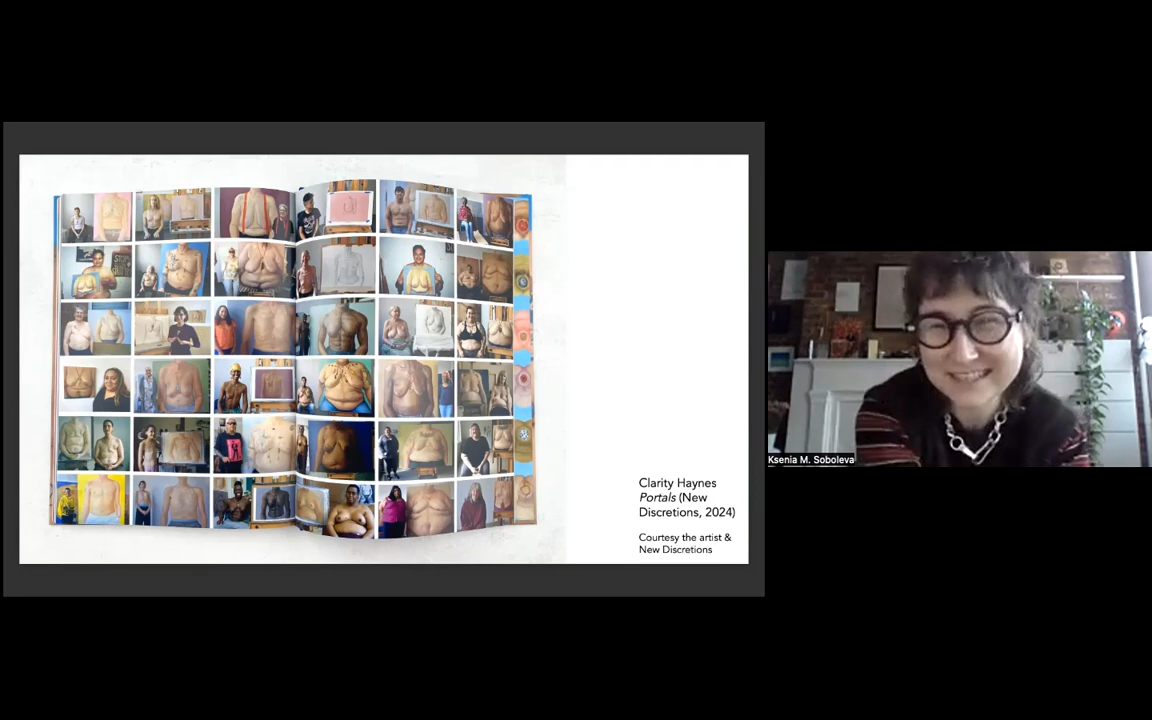 Clarity Haynes
Portals (New
Discretions, 2024)
Courtesy the artist &
New Discretions
Ksenia M. Soboleva